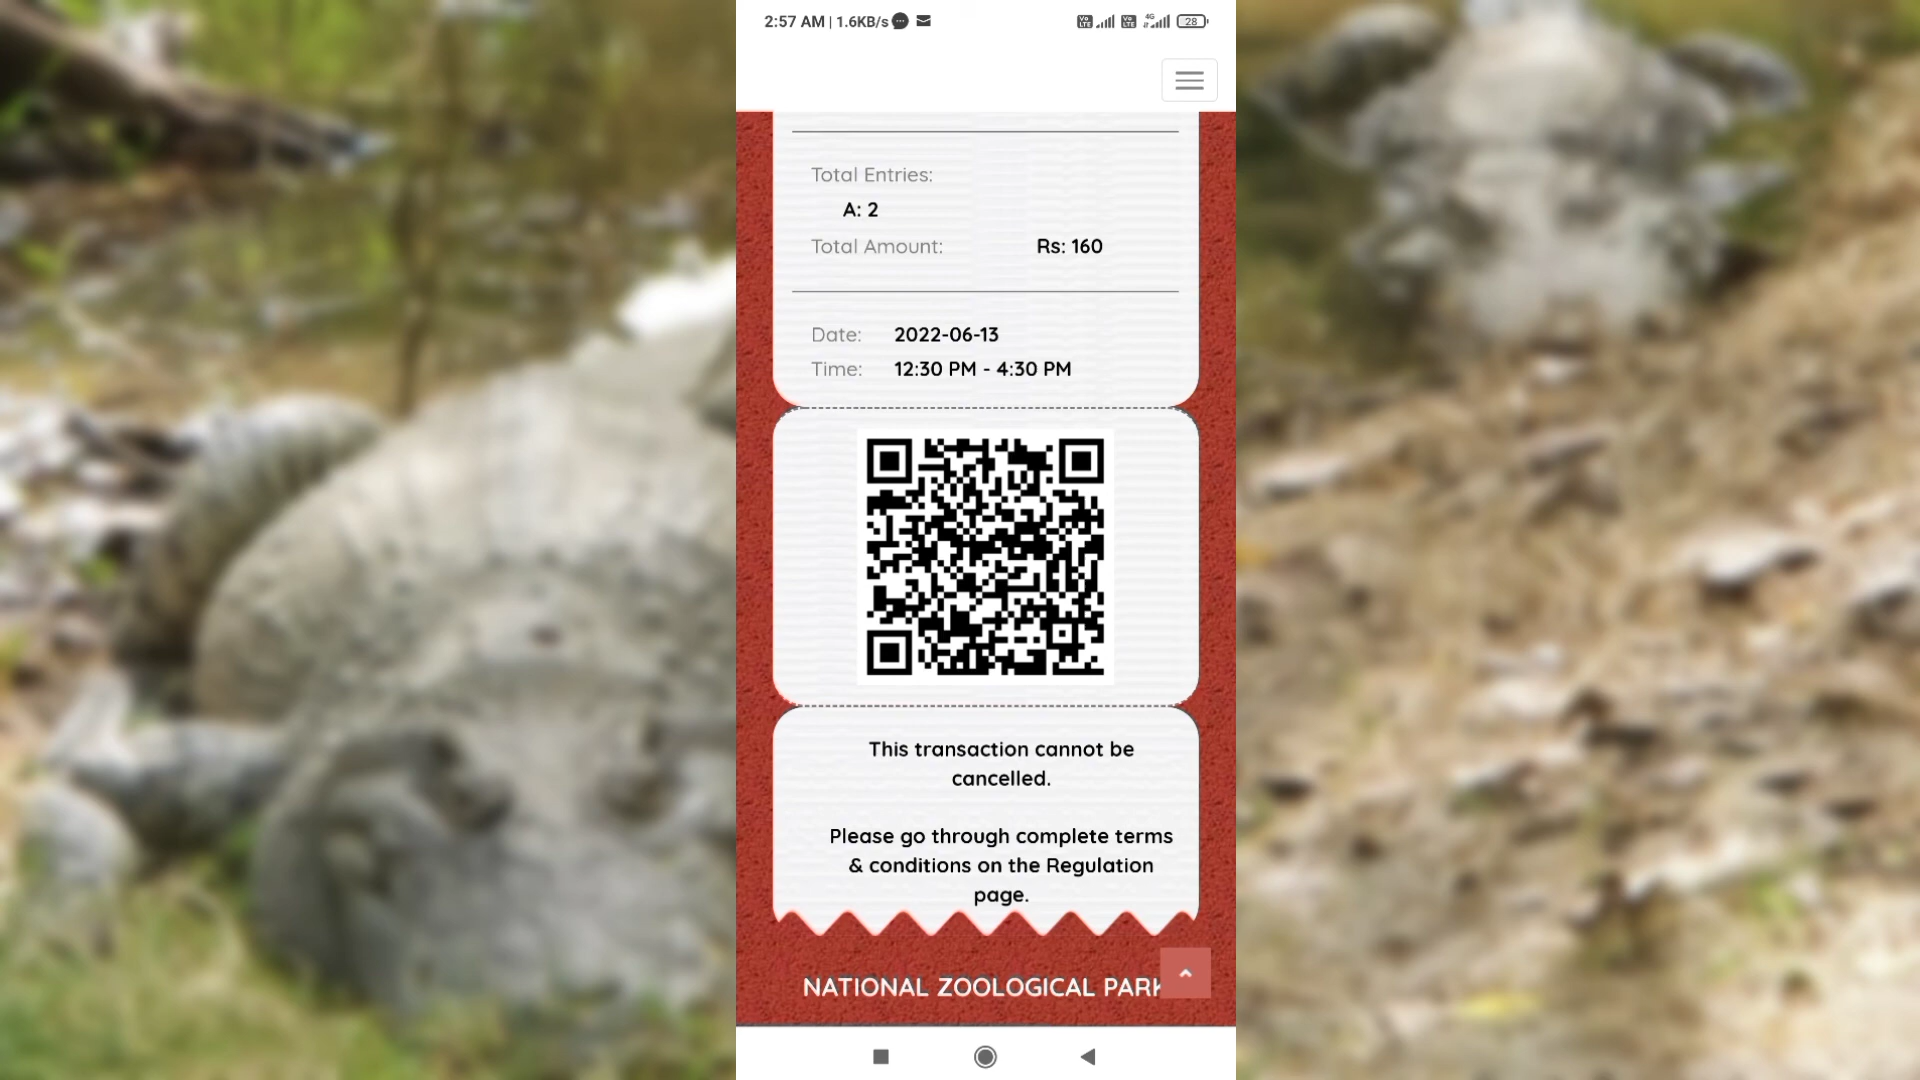 2:57 AM | 1.6KB/s
4G
28
Total Entries:
A: 2
Total Amount: Rs: 160
Date: 2022-06-13
Time: 12:30 PM - 4:30 PM
This transaction cannot be
cancelled.
Please go through complete terms
& conditions on the Regulation
page.
NATIONAL ZOOLOGICAL PARK